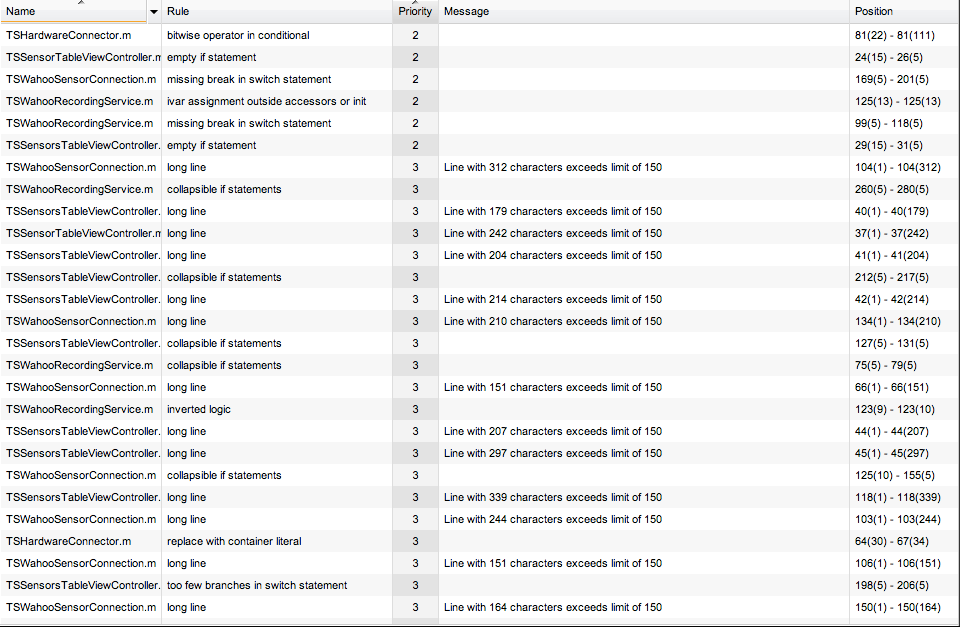 Name Rule Priority Message Position
TSHardwareConnector.m bitwise operator in conditional 2 81(22) - 81(111)
TSSensorTableViewController.m empty if statement 2 24(15) - 26(5)
TSWahooSensorConnection.m missing break in switch statement 2 169(5) - 201(5)
TSWahooRecordingService.m ivar assignment outside accessors or init 2 125(13) - 125(13)
TSWahooRecordingService.m missing break in switch statement 2 99(5) - 118(5)
TSSensorsTableViewController. empty if statement 2 29(15) - 31(5)
TSWahooSensorConnection.m long line 3 Line with 312 characters exceeds limit of 150 104(1) - 104(312)
TSWahooRecordingService.m collapsible if statements 3 260(5) - 280(5)
TSSensorsTableViewController. long line 3 Line with 179 characters exceeds limit of 150 40(1) - 40(179)
TSSensorTableViewController.m long line 3 Line with 242 characters exceeds limit of 150 37(1) - 37(242)
TSSensorsTableViewController. long line 3 Line with 204 characters exceeds limit of 150 41(1) - 41(204)
TSSensorsTableViewController. collapsible if statements 3 212(5) - 217(5)
TSSensorsTableViewController. long line 3 Line with 214 characters exceeds limit of 150 42(1) - 42(214)
TSWahooSensorConnection.m long line 3 Line with 210 characters exceeds limit of 150 134(1) - 134(210)
TSSensorsTableViewController. collapsible if statements 3 127(5) - 131(5)
TSWahooRecordingService.m collapsible if statements 3 75(5) - 79(5)
TSWahooSensorConnection.m long line 3 Line with 151 characters exceeds limit of 150 66(1) - 66(151)
TSWahooRecordingService.m inverted logic 3 123(9) - 123(10)
TSSensorsTableViewController. long line 3 Line with 207 characters exceeds limit of 150 44(1) - 44(207)
TSSensorsTableViewController. long line 3 Line with 297 characters exceeds limit of 150 45(1) - 45(297)
TSWahooSensorConnection.m collapsible if statements 3 125(10) - 155(5)
TSSensorsTableViewController. long line 3 Line with 339 characters exceeds limit of 150 118(1) - 118(339)
TSWahooSensorConnection.m long line 3 Line with 244 characters exceeds limit of 150 103(1) - 103(244)
TSHardwareConnector.m replace with container literal 3 64(30) - 67(34)
TSWahooSensorConnection.m long line 3 Line with 151 characters exceeds limit of 150 106(1) - 106(151)
TSSensorsTableViewController. too few branches in switch statement 3 198(5) - 206(5)
TSWahooSensorConnection.m long line 3 Line with 164 characters exceeds limit of 150 150(1) - 150(164)